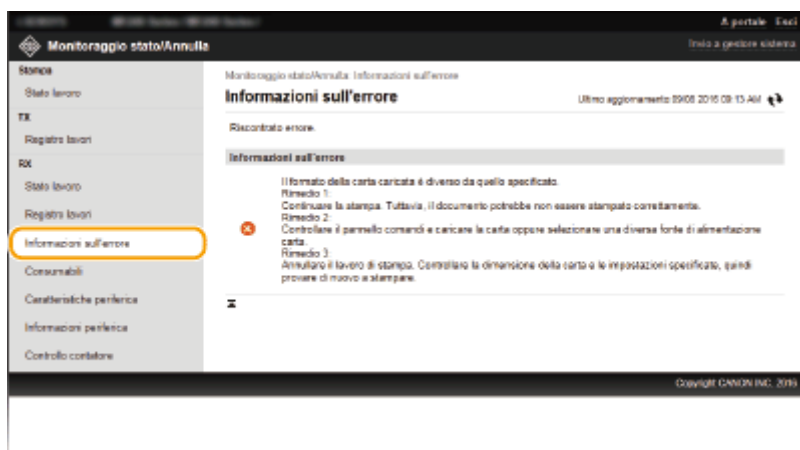 A portale Esci
Monitoraggio stato/Annulla
Invio a gestore sistema
Stampa
Stato lavoro
TX
Registro lavori
RX
Stato lavoro
Registro lavori
Informazioni sull'errore
Consumabili
Caratteristiche periferica
Informazioni periferica
Controllo contatore
Monitoraggio stato/Annulla: Informazioni sull'errore
Informazioni sull'errore
Ultimo aggiornamento 09/08 2016 09:13 AM
Riscontrato errore.
Informazioni sull'errore
Il formato della carta caricata è diverso da quello specificato.
Rimedio 1:
Continuare la stampa. Tuttavia, il documento potrebbe non essere stampato correttamente.
Rimedio 2:
Controllare il pannello comandi e caricare la carta oppure selezionare una diversa fonte di alimentazione
carta.
Rimedio 3:
Annullare il lavoro di stampa. Controllare la dimensione della carta e le impostazioni specificate, quindi
provare di nuovo a stampare.
Copyright CANON INC. 2016